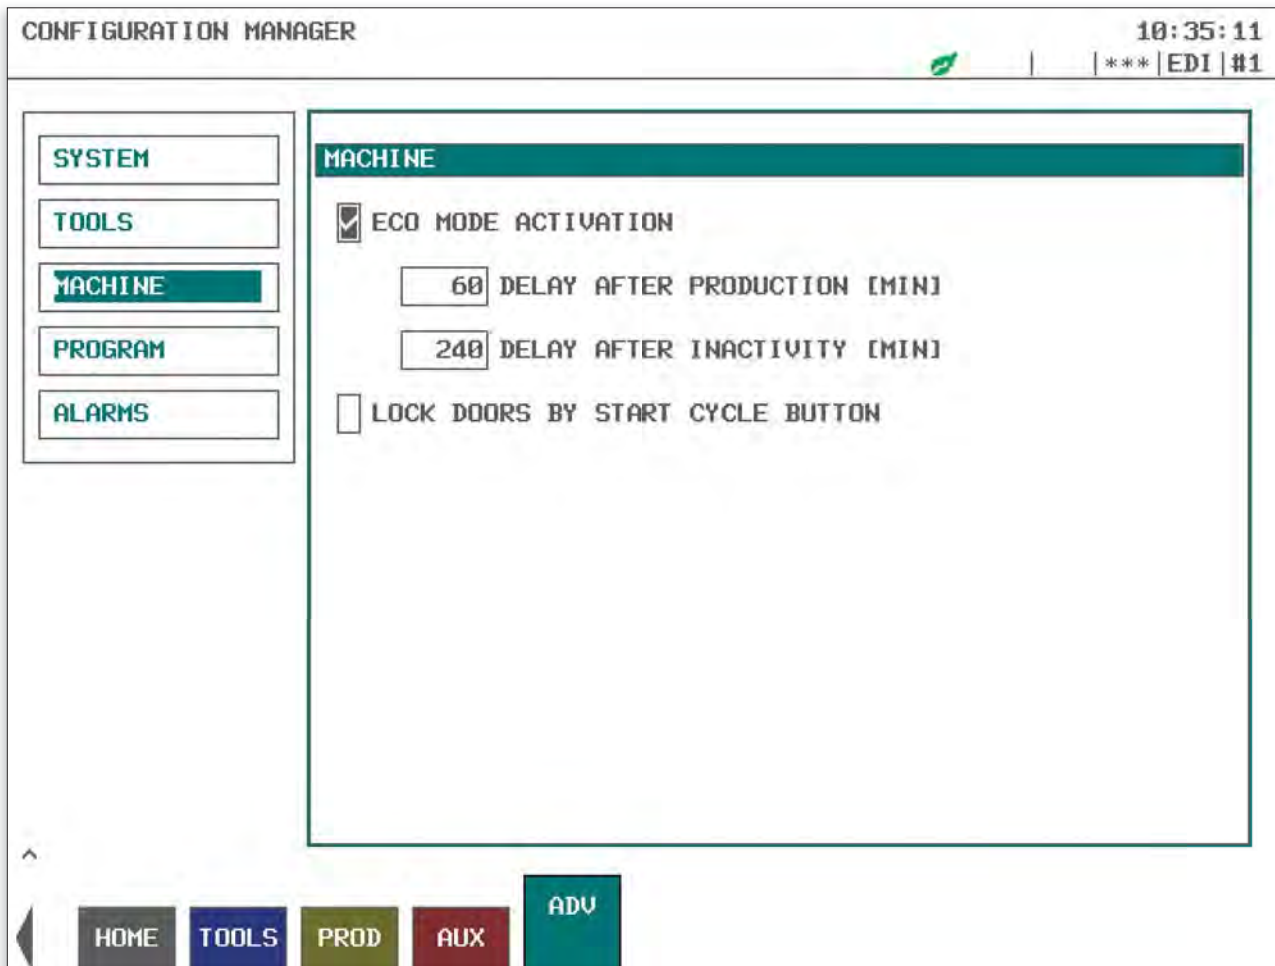 CONFIGURATION MANAGER
10:35:11
|   |***|EDI|#1
SYSTEM
TOOLS
MACHINE
PROGRAM
ALARMS
MACHINE
ECO MODE ACTIVATION
60 DELAY AFTER PRODUCTION [MIN]
240 DELAY AFTER INACTIVITY [MIN]
LOCK DOORS BY START CYCLE BUTTON
^
HOME TOOLS PROD AUX ADV